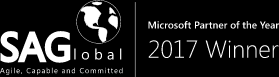 SAGlobal
Agile, Capable and Committed
Microsoft Partner of the Year
2017 Winner